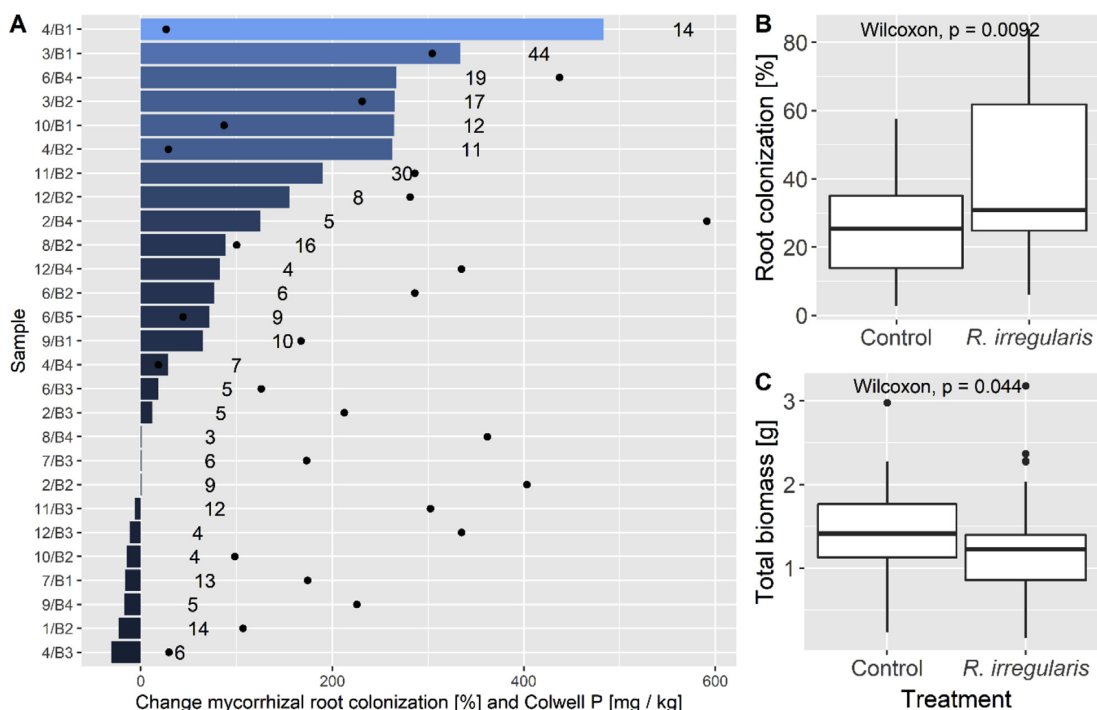 A
4/B1 14
3/B1 44
6/B4 19
3/B2 17
10/B1 12
4/B2 11
11/B2 30
12/B2 8
2/B4 5
8/B2 16
12/B4 4
6/B2 6
6/B5 9
9/B1 10
4/B4 7
6/B3 5
2/B3 5
8/B4 3
7/B3 6
2/B2 9
11/B3 12
12/B3 4
10/B2 4
7/B1 13
9/B4 5
1/B2 14
4/B3 6
Sample
0 200 400 600
Change mycorrhizal root colonization [%] and Colwell P [mg / kg]
B
Wilcoxon, p = 0.0092
80
60
40
20
0
Root colonization [%]
Control R. irregularis
C
Wilcoxon, p = 0.044
3
2
1
Total biomass [g]
Control R. irregularis
Treatment